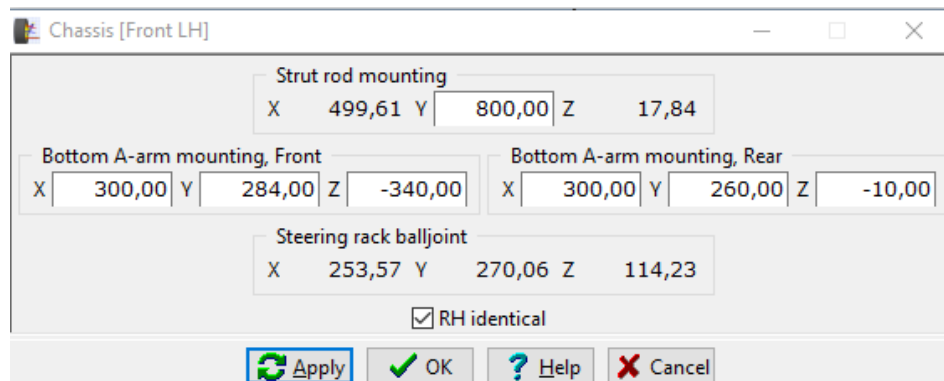 Chassis [Front LH]
Strut rod mounting
X 499,61 Y 800,00 Z 17,84
Bottom A-arm mounting, Front
X 300,00 Y 284,00 Z -340,00
Bottom A-arm mounting, Rear
X 300,00 Y 260,00 Z -10,00
Steering rack balljoint
X 253,57 Y 270,06 Z 114,23
RH identical
Apply OK Help Cancel